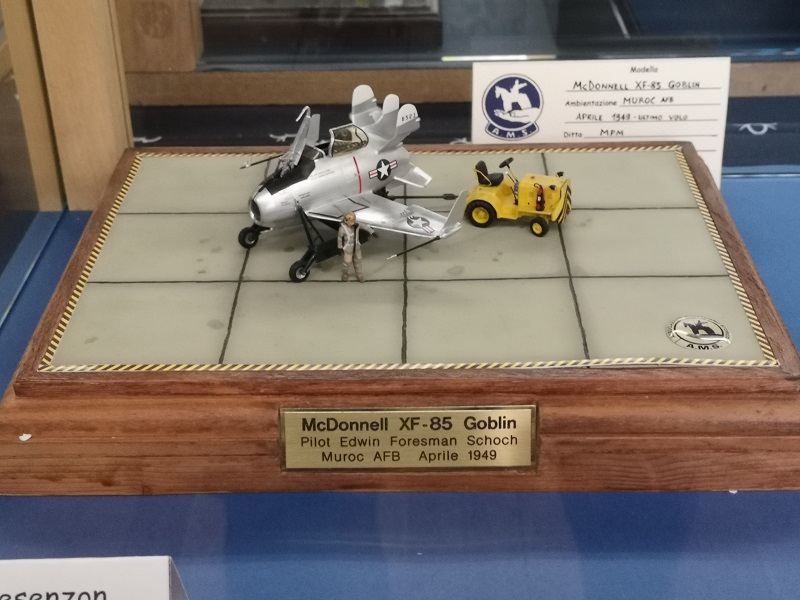 Modello
McDONNELL XF-85 GOBLIN
Ambientazione MUROC AFB
APRILE 1949 - ULTIMO VOLO
Ditta MPM
A.M.S.
A.M.S.
McDonnell XF-85 Goblin
Pilot Edwin Foresman Schoch
Muroc AFB Aprile 1949
esenzon